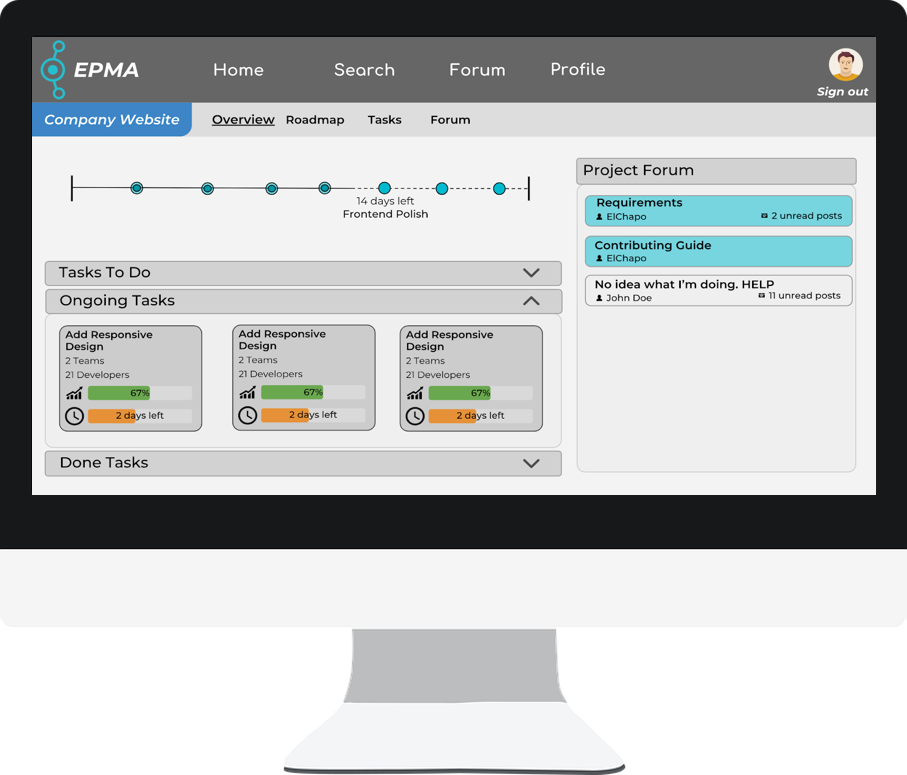 EPMA
Home Search Forum Profile
Sign out
Company Website
Overview Roadmap Tasks Forum
14 days left
Frontend Polish
Tasks To Do
Ongoing Tasks
Add Responsive
Design
2 Teams
21 Developers
67%
2 days left
Add Responsive
Design
2 Teams
21 Developers
67%
2 days left
Add Responsive
Design
2 Teams
21 Developers
67%
2 days left
Done Tasks
Project Forum
Requirements
ElChapo 2 unread posts
Contributing Guide
ElChapo
No idea what I'm doing. HELP
John Doe 11 unread posts